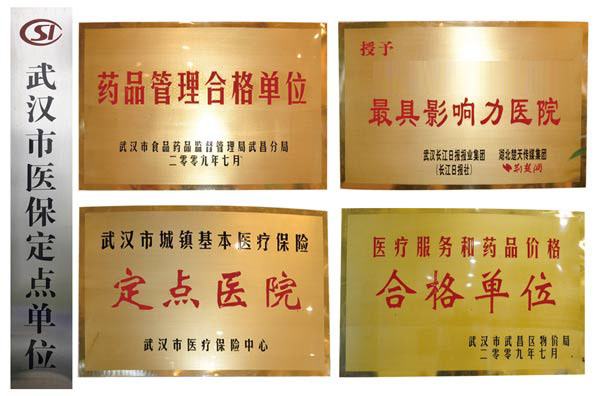 CSI
武汉市医保定点单位
药品管理合格单位
武汉市食品药品监督管理局武昌分局
二零零九年七月
授予
最具影响力医院
武汉长江日报报业集团 湖北楚天传媒集团
(长江日报社) 荆楚网
武汉市城镇基本医疗保险
定点医院
武汉市医疗保险中心
医疗服务和药品价格
合格单位
武汉市武昌区物价局
二零零九年七月